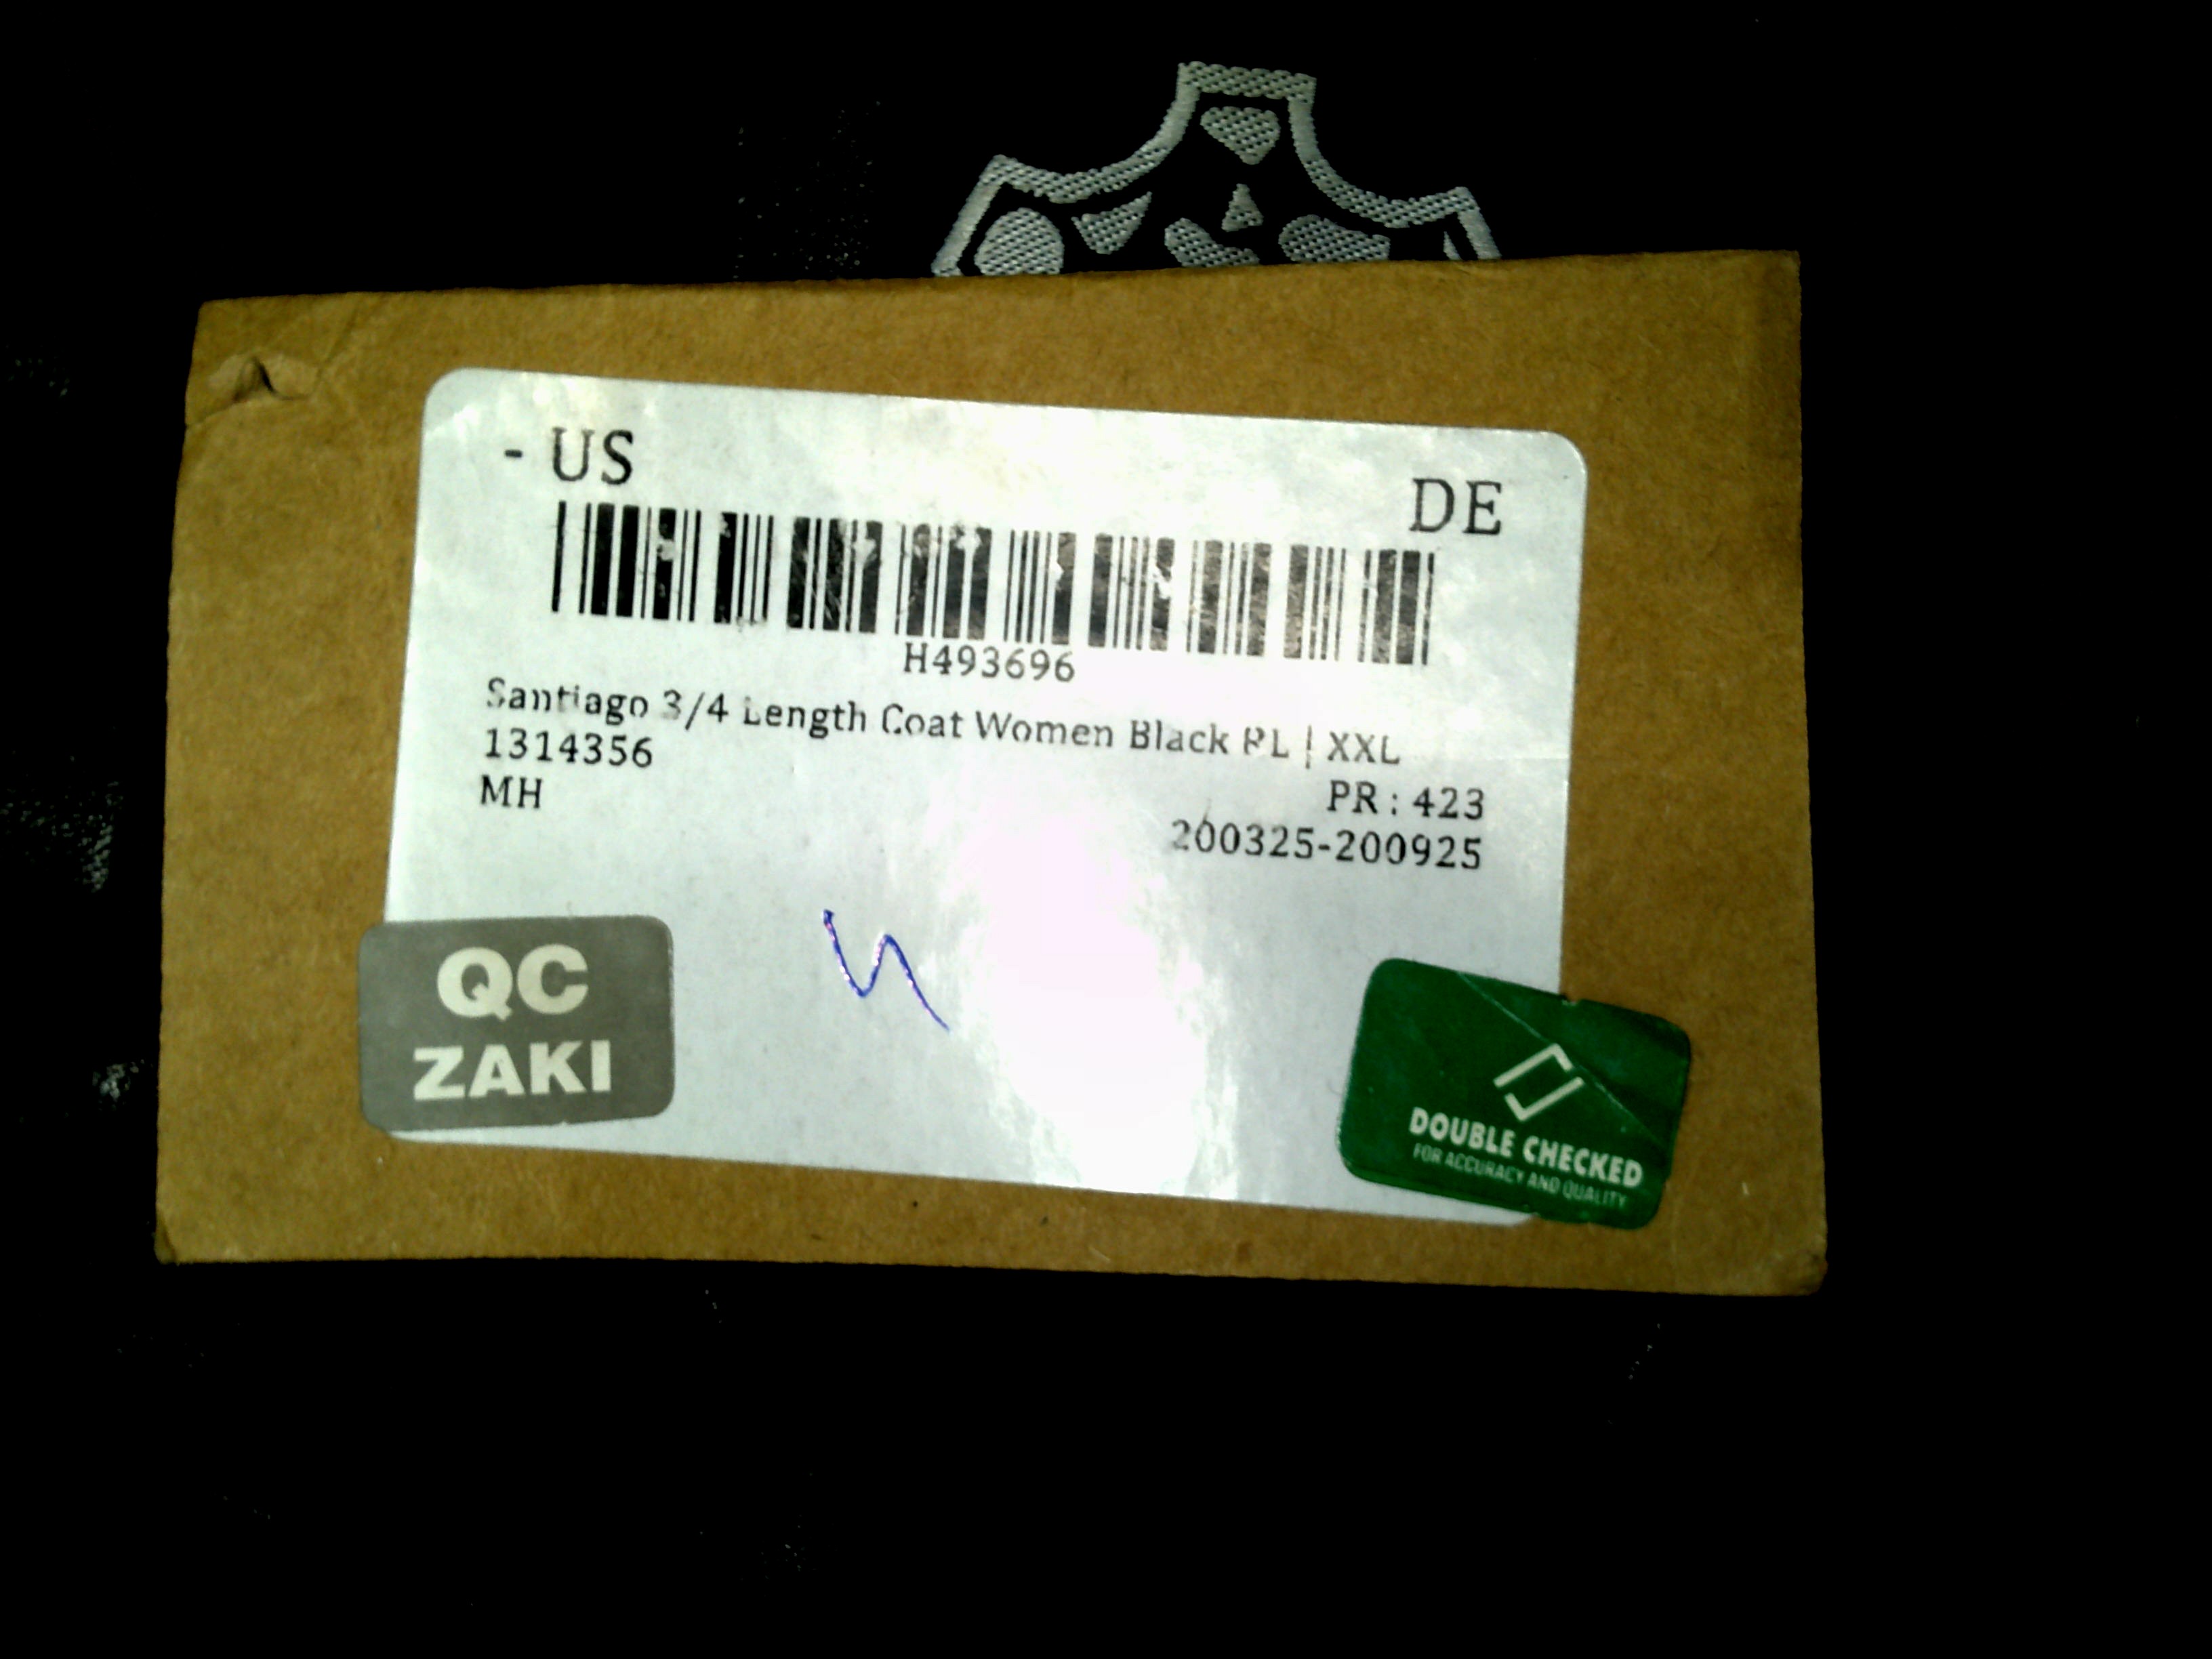 - US
DE
H493696
Santiago 3/4 Length Coat Women Black PL | XXL
1314356
MH
PR : 423
200325-200925
QC
ZAKI
DOUBLE CHECKED
FOR ACCURACY AND QUALITY